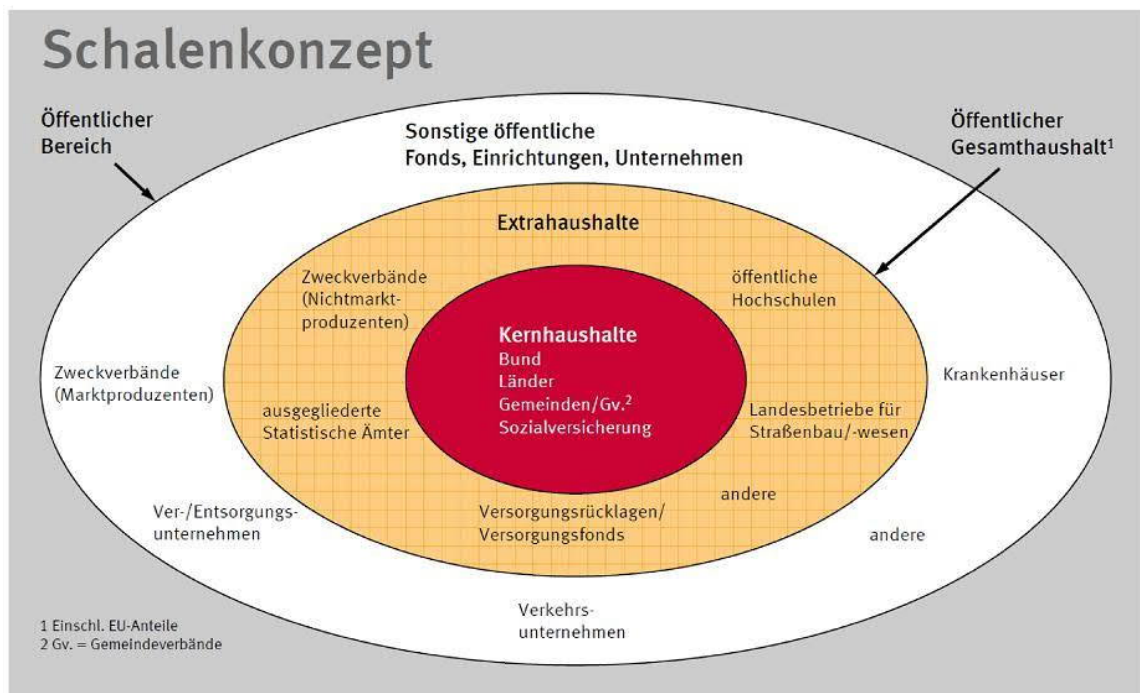 Schalenkonzept
Öffentlicher
Bereich
Sonstige öffentliche
Fonds, Einrichtungen, Unternehmen
Öffentlicher
Gesamthaushalt¹
Extrahaushalte
Zweckverbände
(Nichtmarkt-
produzenten)
öffentliche
Hochschulen
Kernhaushalte
Bund
Länder
Gemeinden/Gv.²
Sozialversicherung
Zweckverbände
(Marktproduzenten)
Krankenhäuser
ausgegliederte
Statistische Ämter
Landesbetriebe für
Straßenbau/-wesen
andere
Ver-/Entsorgungs-
unternehmen
Versorgungsrücklagen/
Versorgungsfonds
andere
Verkehrs-
unternehmen
1 Einschl. EU-Anteile
2 Gv. = Gemeindeverbände